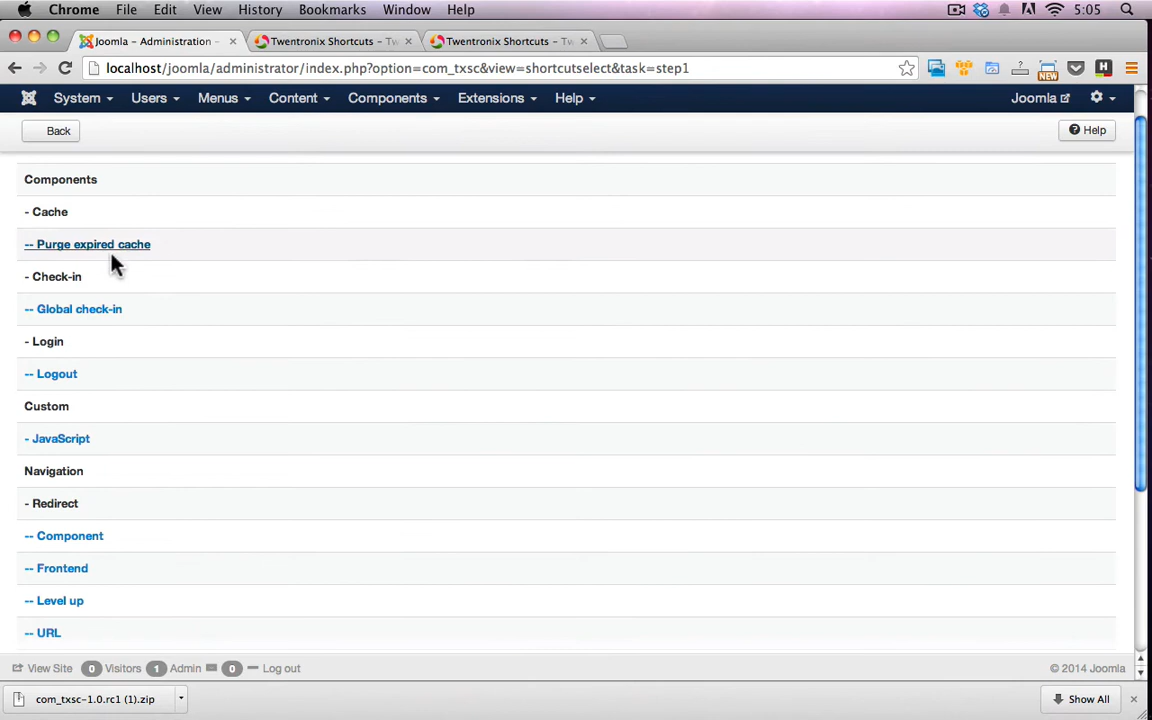 Chrome File Edit View History Bookmarks Window Help 5:05
Joomla - Administration - Twentronix Shortcuts - Tw Twentronix Shortcuts - Tw
localhost/joomla/administrator/index.php?option=com_txsc&view=shortcutselect&task=step1 NEW H
System Users Menus Content Components Extensions Help Joomla
Back Help
Components
- Cache
-- Purge expired cache
- Check-in
-- Global check-in
- Login
-- Logout
Custom
- JavaScript
Navigation
- Redirect
-- Component
-- Frontend
-- Level up
-- URL
View Site 0 Visitors 1 Admin 0 Log out © 2014 Joomla
com_txsc-1.0.rc1 (1).zip Show All